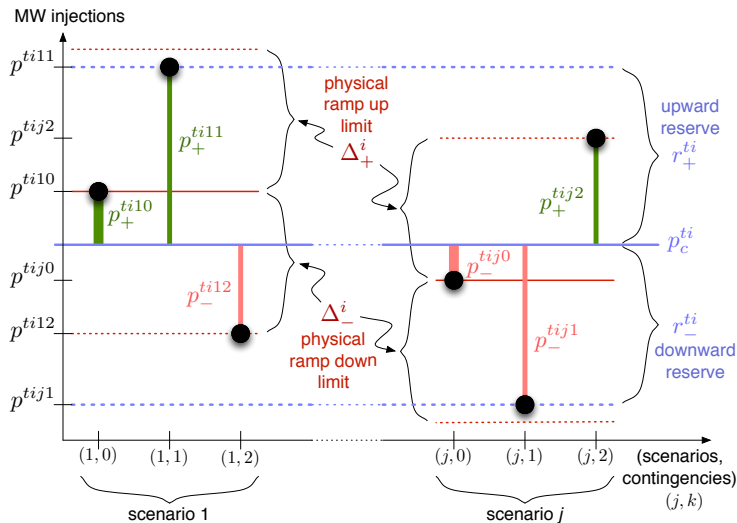 MW injections
p^{ti11}
p^{tij2}
p^{ti10}
p^{tij0}
p^{ti12}
p^{tij1}
p_+^{ti10}
p_+^{ti11}
p_-^{ti12}
physical
ramp up
limit
Δ_+^i
Δ_-^i
physical
ramp down
limit
p_-^{tij0}
p_-^{tij1}
p_+^{tij2}
upward
reserve
r_+^{ti}
p_c^{ti}
r_-^{ti}
downward
reserve
(1, 0)
(1, 1)
(1, 2)
(j, 0)
(j, 1)
(j, 2)
(scenarios,
contingencies)
(j, k)
scenario 1
scenario j